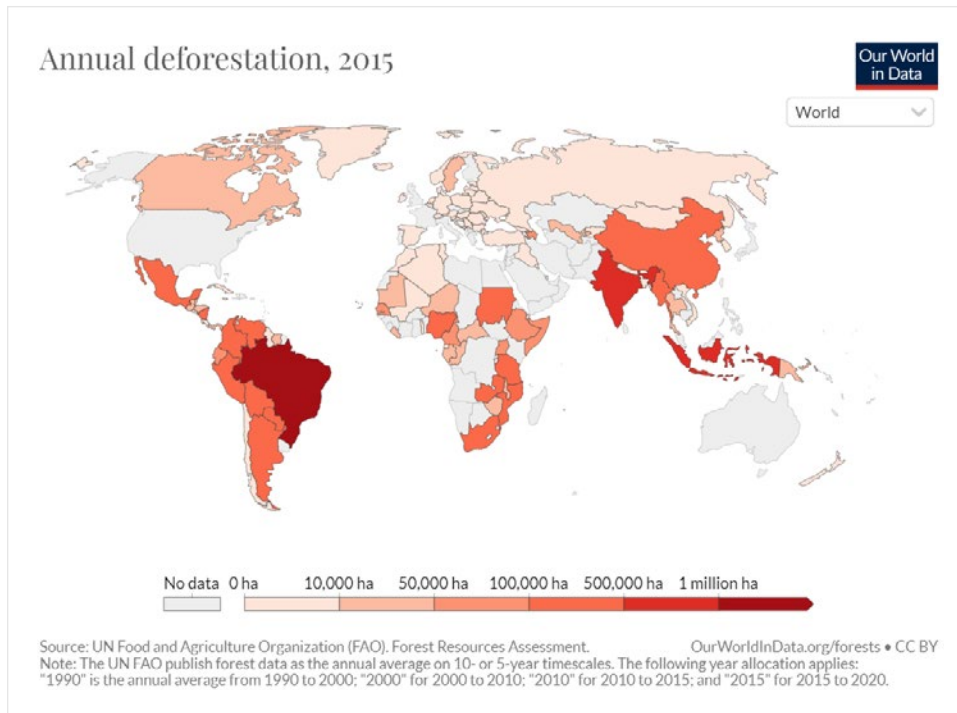 Annual deforestation, 2015
Our World
in Data
World
No data
0 ha
10,000 ha
50,000 ha
100,000 ha
500,000 ha
1 million ha
Source: UN Food and Agriculture Organization (FAO). Forest Resources Assessment.
OurWorldInData.org/forests • CC BY
Note: The UN FAO publish forest data as the annual average on 10- or 5-year timescales. The following year allocation applies:
"1990" is the annual average from 1990 to 2000; "2000" for 2000 to 2010; "2010" for 2010 to 2015; and "2015" for 2015 to 2020.